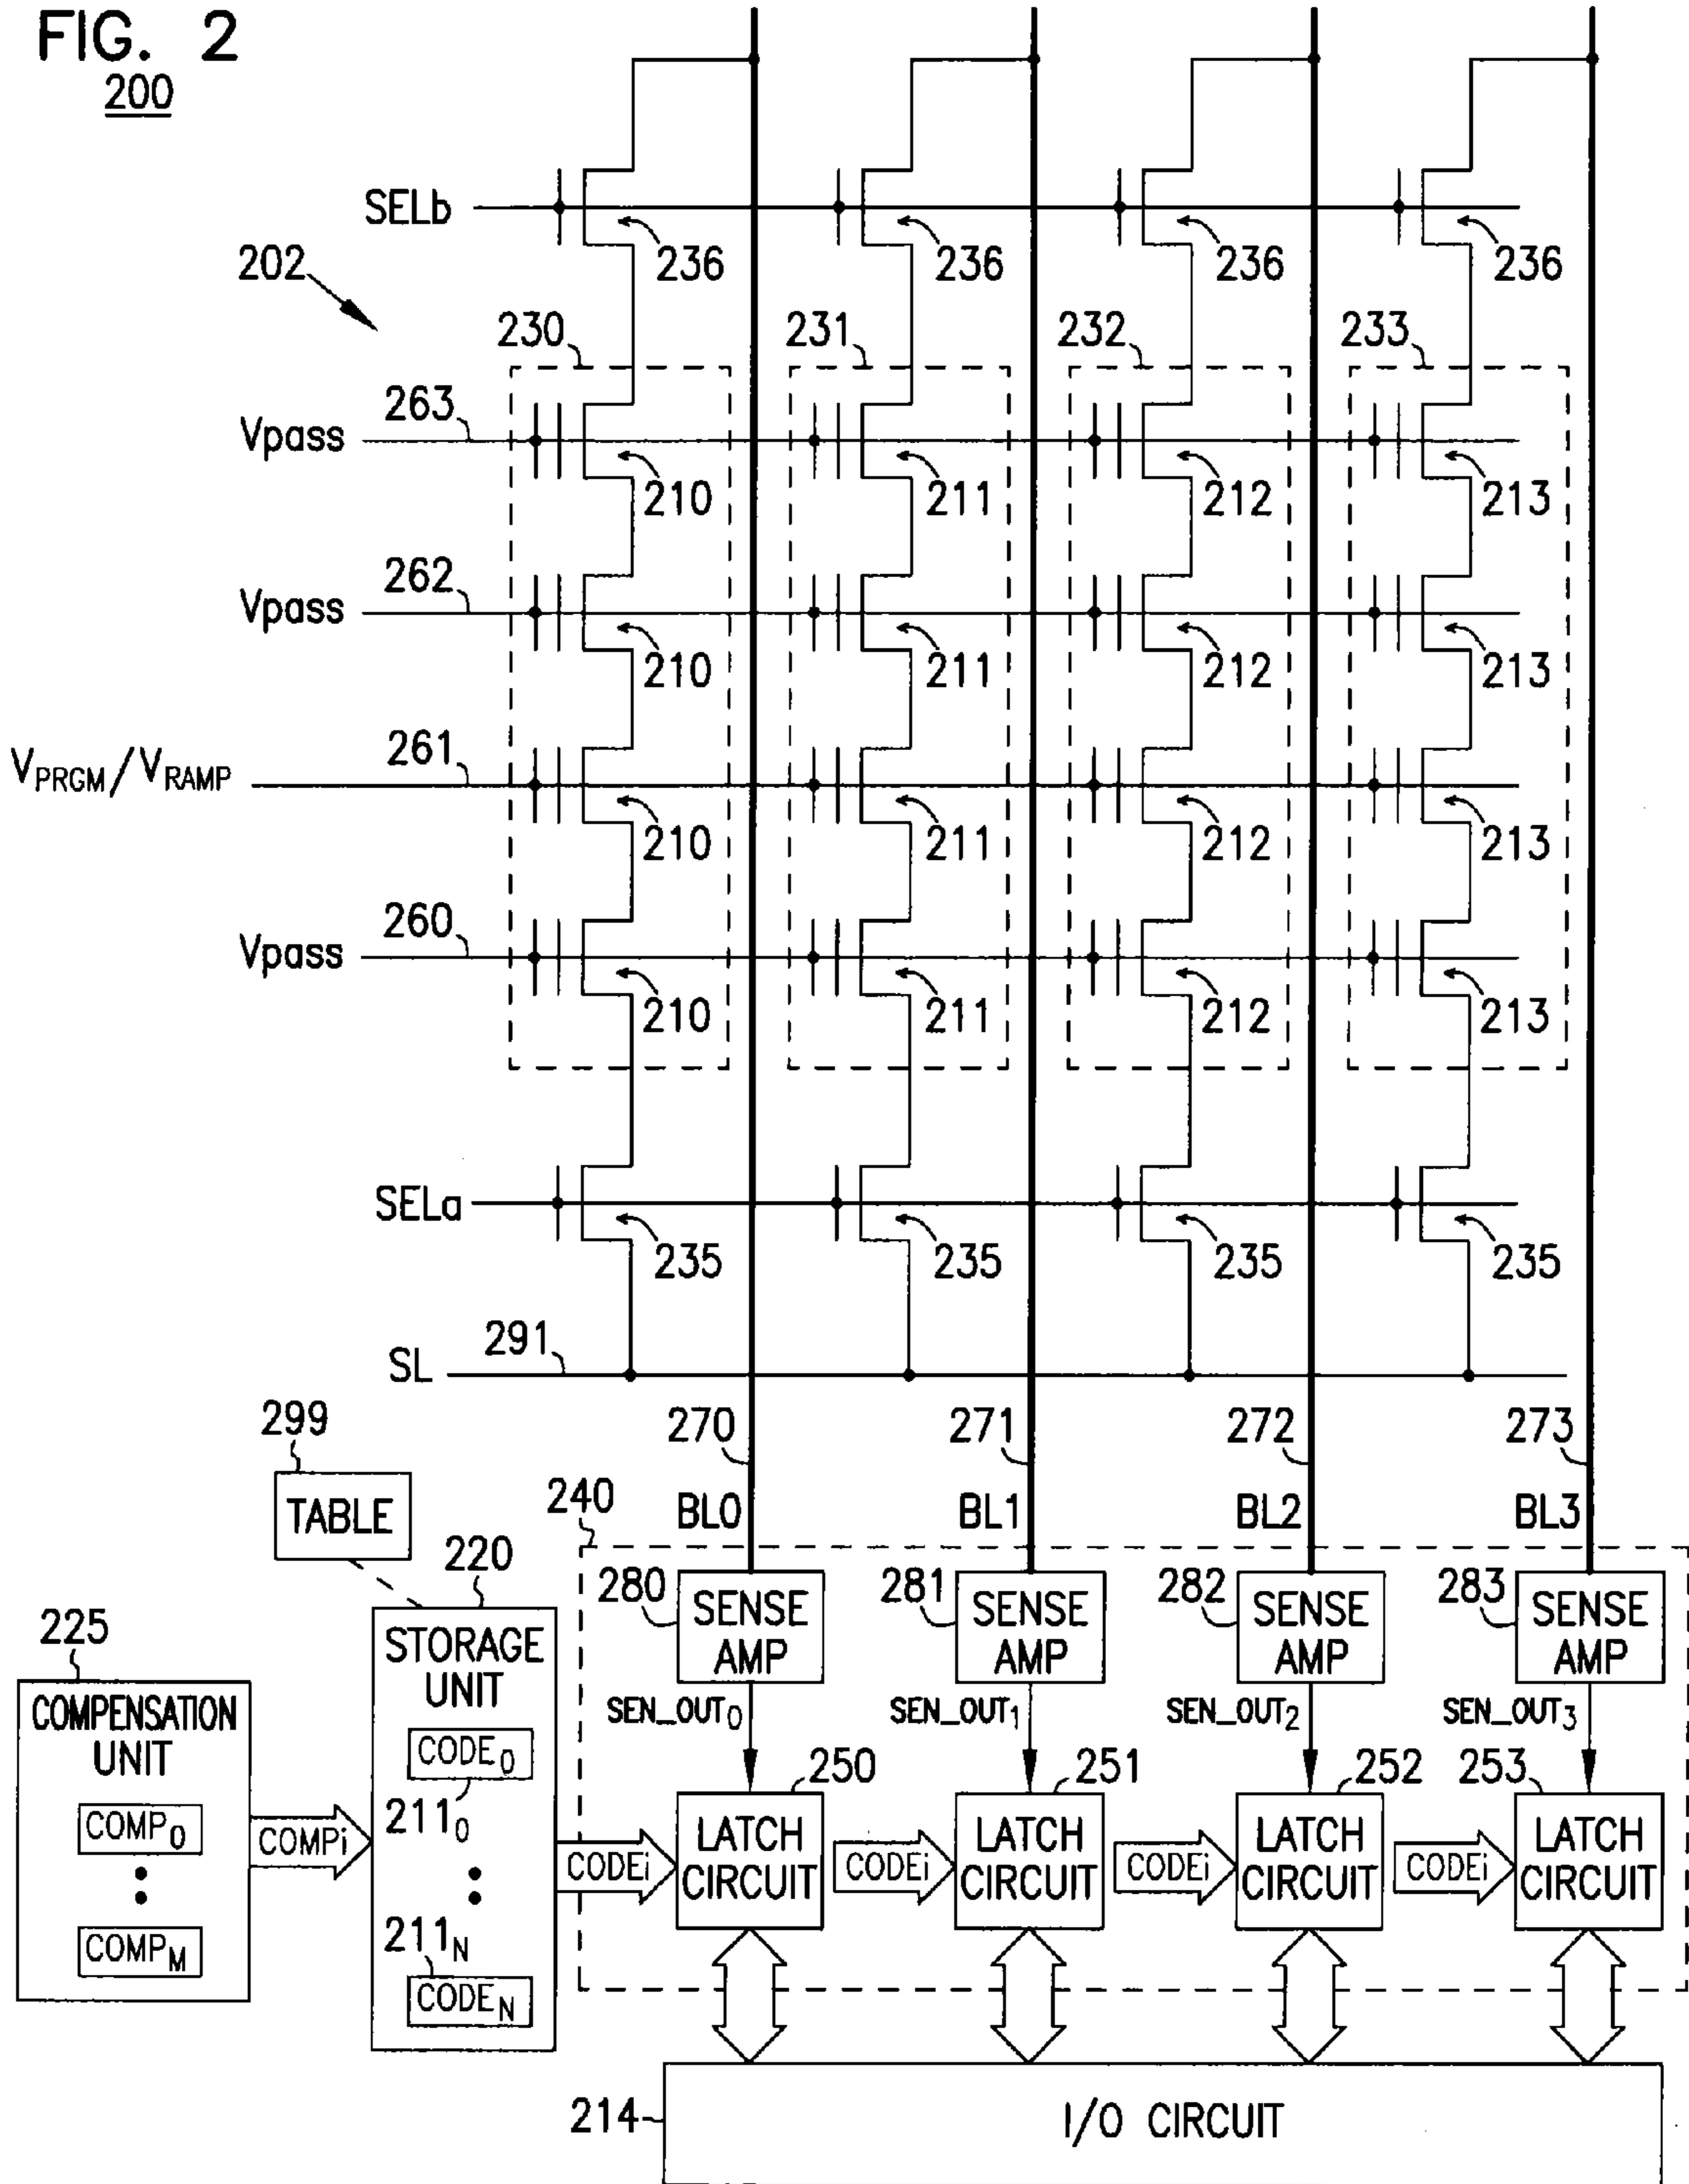 FIG. 2
200
SELb
236 236 236 236
202
230 231 232 233
Vpass 263
210 211 212 213
Vpass 262
210 211 212 213
VPRGM/VRAMP 261
210 211 212 213
Vpass 260
210 211 212 213
SELa
235 235 235 235
SL 291
299 270 271 272 273
TABLE
240 BL0 BL1 BL2 BL3
220
280 SENSE AMP 281 SENSE AMP 282 SENSE AMP 283 SENSE AMP
225
STORAGE UNIT
COMPENSATION UNIT
SEN_OUT0 SEN_OUT1 SEN_OUT2 SEN_OUT3
CODE0
250 251 252 253
2110
COMP0
COMPi
CODEi LATCH CIRCUIT CODEi LATCH CIRCUIT CODEi LATCH CIRCUIT CODEi LATCH CIRCUIT
211N
COMPM
CODEN
214 I/O CIRCUIT